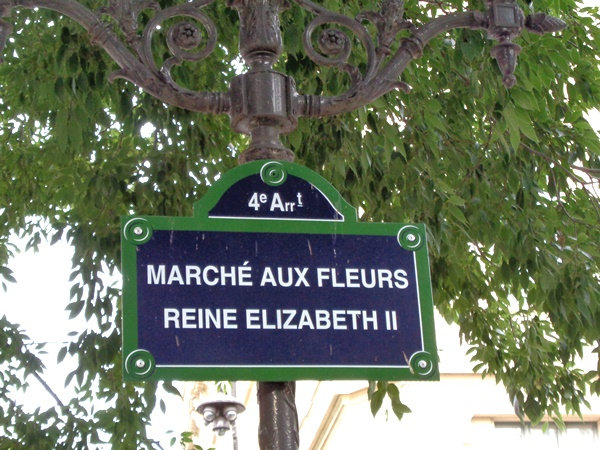 4e Arrt
MARCHÉ AUX FLEURS
REINE ELIZABETH II